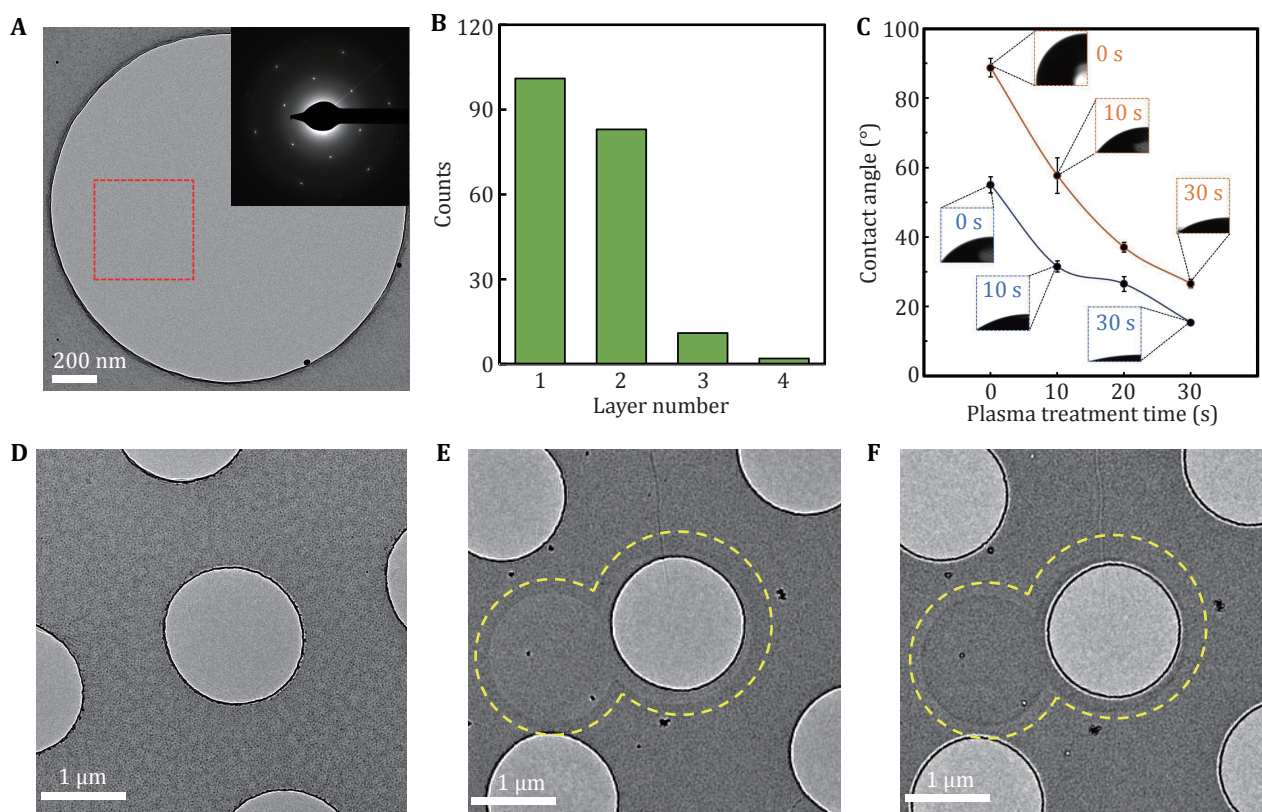 A
200 nm
B
120
90
60
30
0
Counts
1 2 3 4
Layer number
C
100
80
60
40
20
0
Contact angle (°)
0 s
10 s
30 s
0 s
10 s
30 s
0 10 20 30
Plasma treatment time (s)
D
1 μm
E
1 μm
F
1 μm